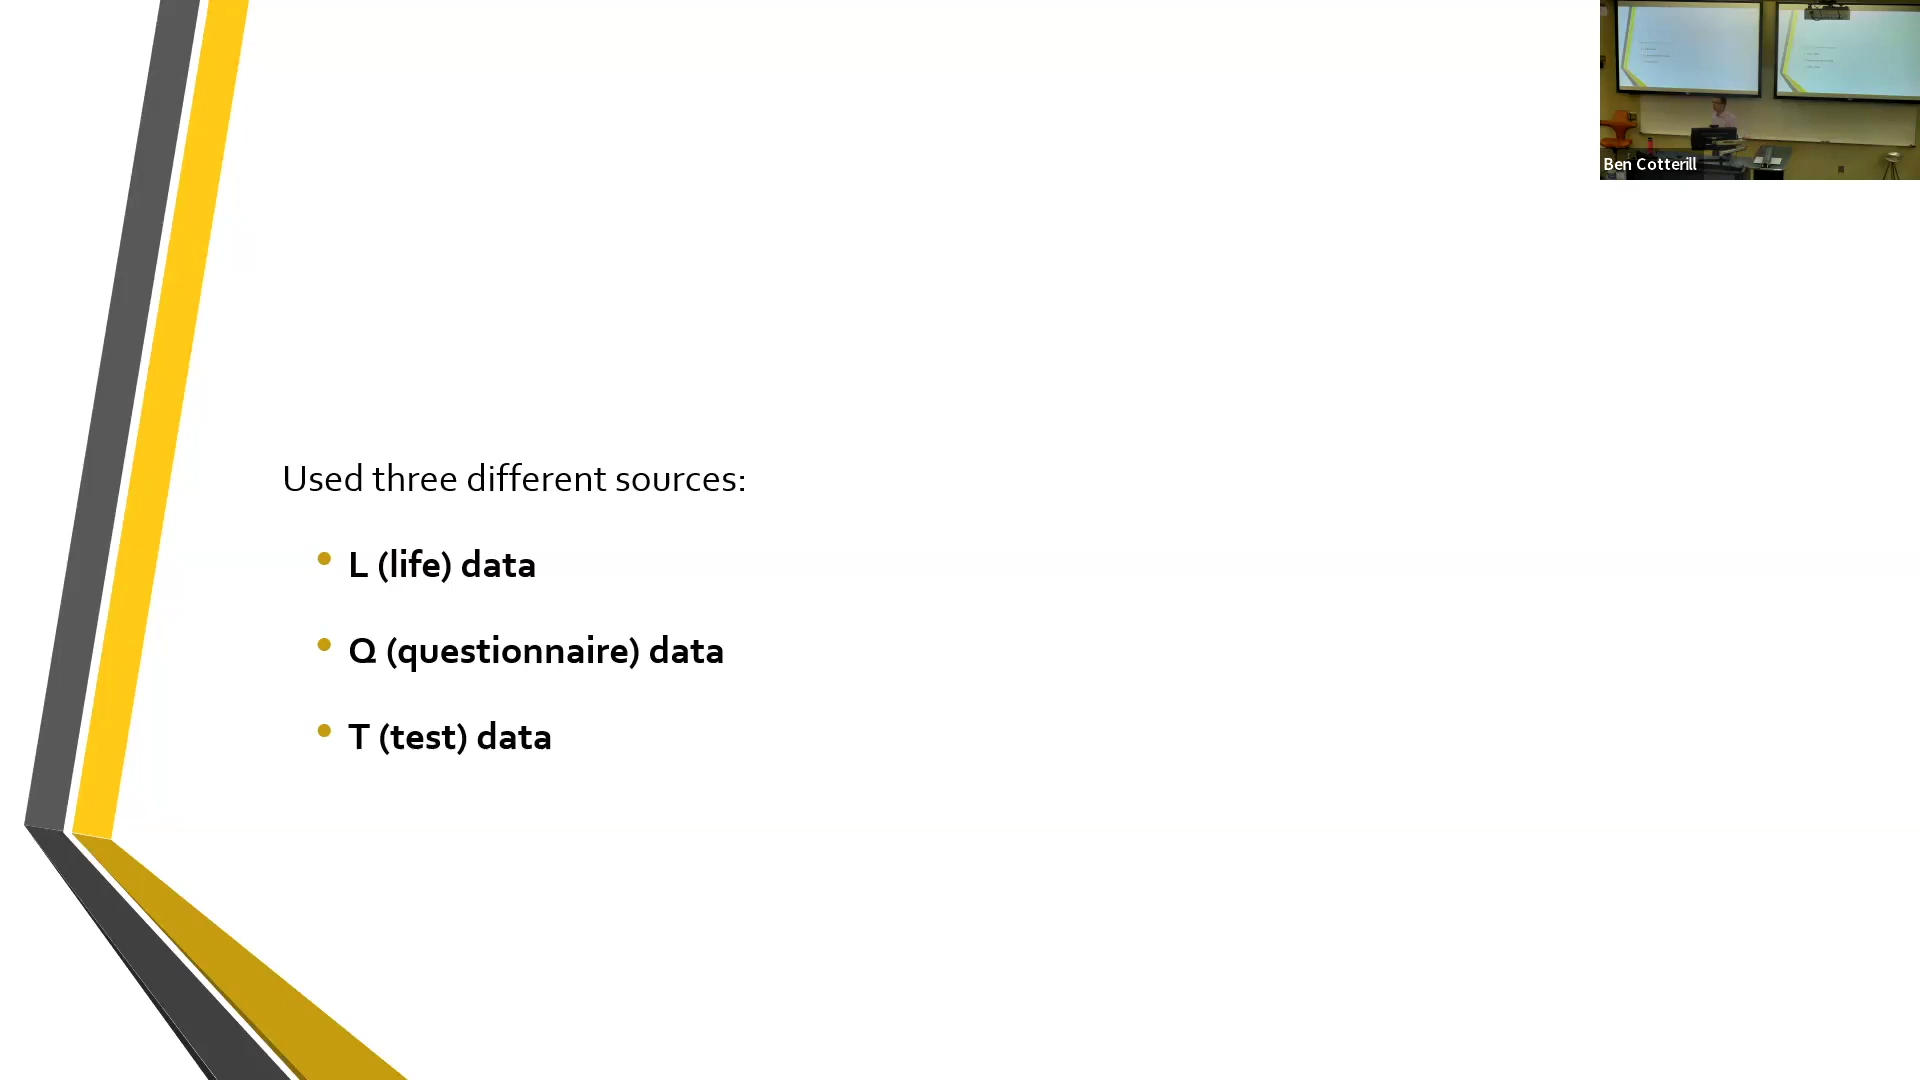 Used three different sources:
• L (life) data
• Q (questionnaire) data
• T (test) data
Ben Cotterill